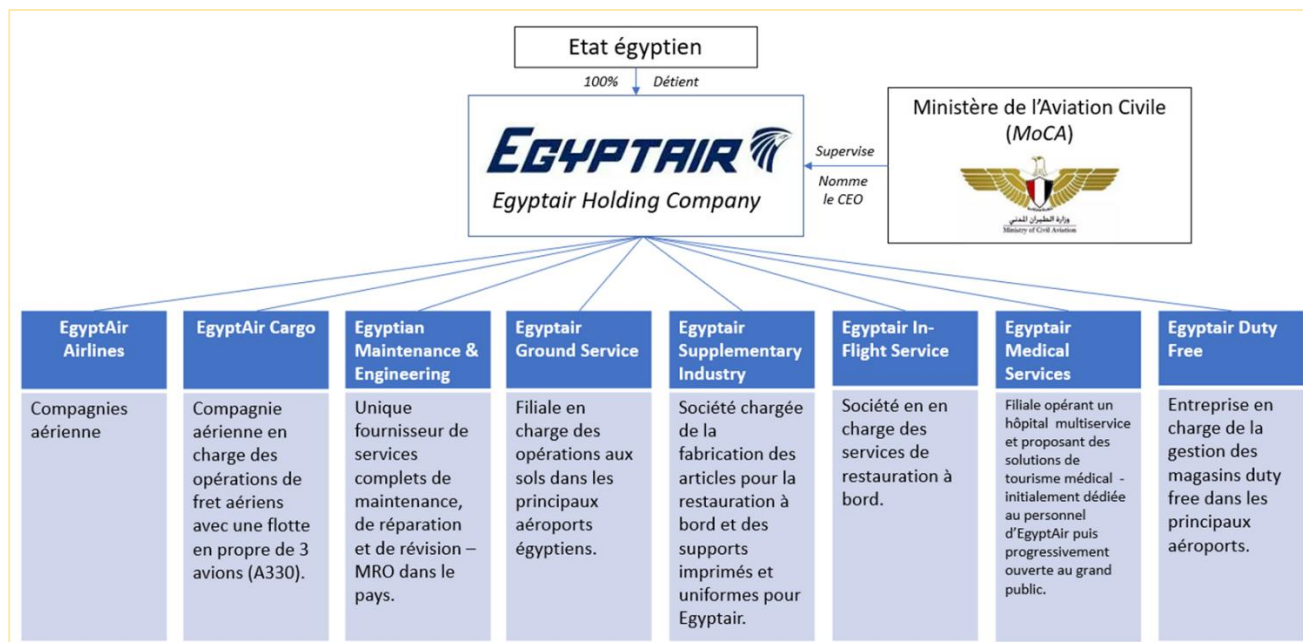 Etat égyptien
100% Détient
EGYPTAIR
Egyptair Holding Company
Supervise
Nomme
le CEO
Ministère de l’Aviation Civile
(MoCA)
وزارة الطيران المدني
Ministry of Civil Aviation
EgyptAir
Airlines
Compagnies
aérienne
EgyptAir Cargo
Compagnie
aérienne en
charge des
opérations de
fret aériens
avec une flotte
en propre de 3
avions (A330).
Egyptian
Maintenance &
Engineering
Unique
fournisseur de
services
complets de
maintenance,
de réparation
et de révision –
MRO dans le
pays.
Egyptair
Ground Service
Filiale en
charge des
opérations aux
sols dans les
principaux
aéroports
égyptiens.
Egyptair
Supplementary
Industry
Société chargée
de la
fabrication des
articles pour la
restauration à
bord et des
supports
imprimés et
uniformes pour
Egyptair.
Egyptair In-
Flight Service
Société en en
charge des
services de
restauration à
bord.
Egyptair
Medical
Services
Filiale opérant un
hôpital multiservice
et proposant des
solutions de
tourisme médical -
initialement dédiée
au personnel
d’EgyptAir puis
progressivement
ouverte au grand
public.
Egyptair Duty
Free
Entreprise en
charge de la
gestion des
magasins duty
free dans les
principaux
aéroports.